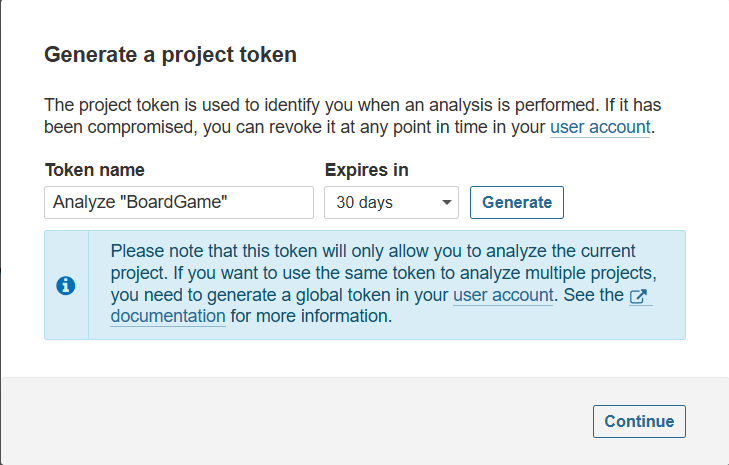 Generate a project token
The project token is used to identify you when an analysis is performed. If it has
been compromised, you can revoke it at any point in time in your user account.
Token name
Expires in
Analyze "BoardGame"
30 days
Generate
Please note that this token will only allow you to analyze the current
project. If you want to use the same token to analyze multiple projects,
you need to generate a global token in your user account. See the
documentation for more information.
Continue